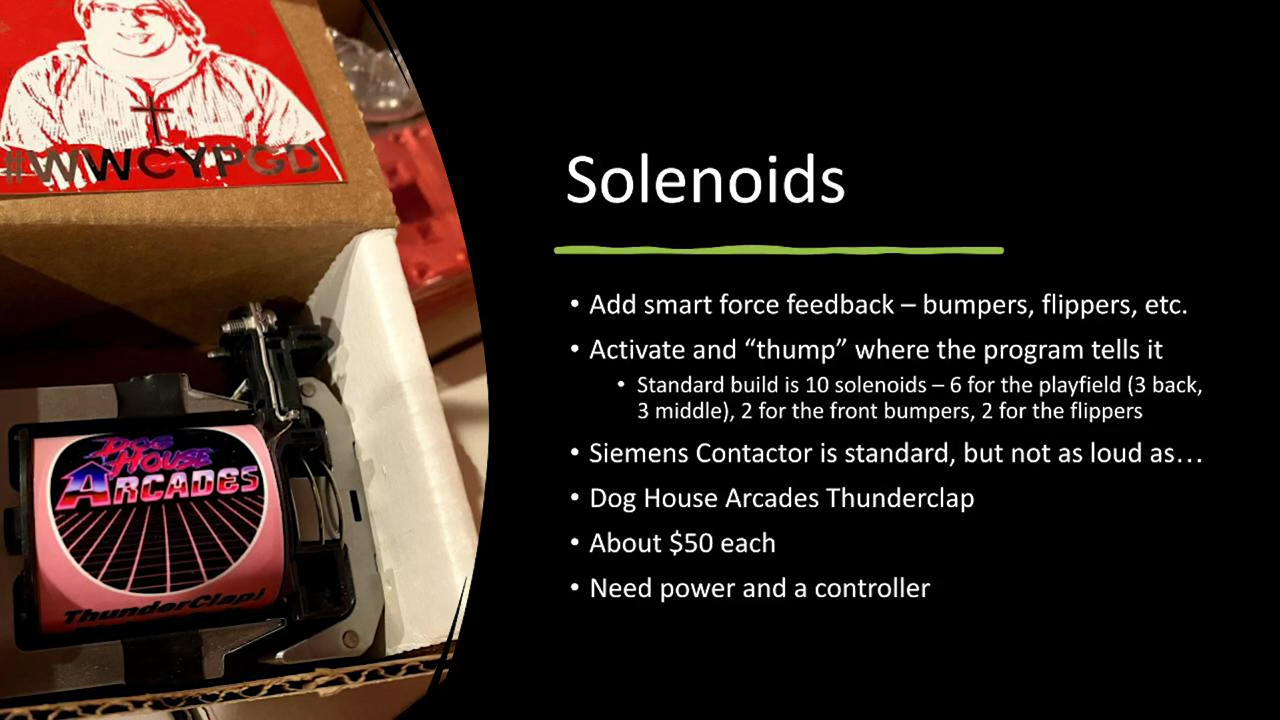 #WWCYPGD
DOG
HOUSE
ARCADES
ThunderClap!
Solenoids
• Add smart force feedback – bumpers, flippers, etc.
• Activate and “thump” where the program tells it
• Standard build is 10 solenoids – 6 for the playfield (3 back,
3 middle), 2 for the front bumpers, 2 for the flippers
• Siemens Contactor is standard, but not as loud as…
• Dog House Arcades Thunderclap
• About $50 each
• Need power and a controller